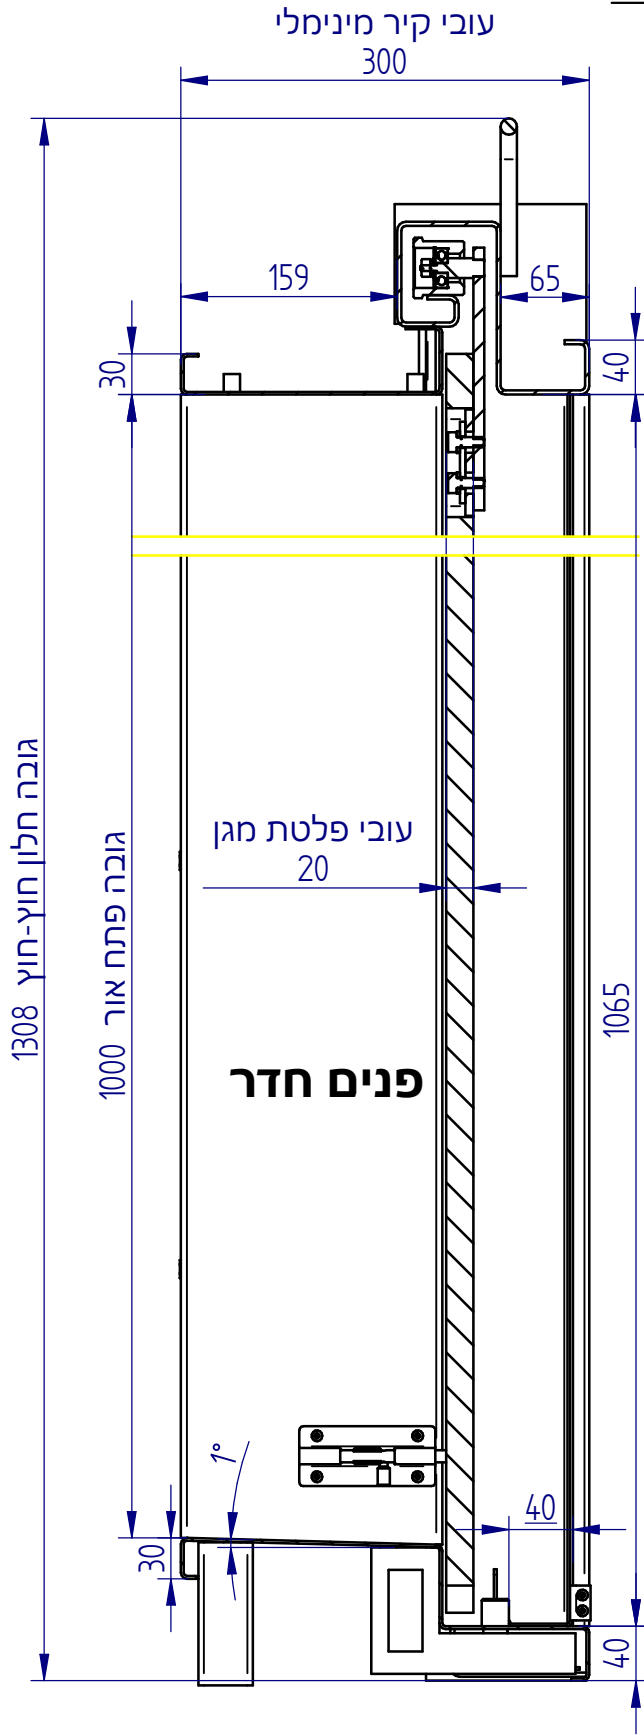 עובי קיר מינימלי
300
159
65
30
40
גובה חלון חוץ-חוץ 1308
גובה פתח אור 1000
עובי פלטת מגן
20
1065
פנים חדר
1°
40
30
40